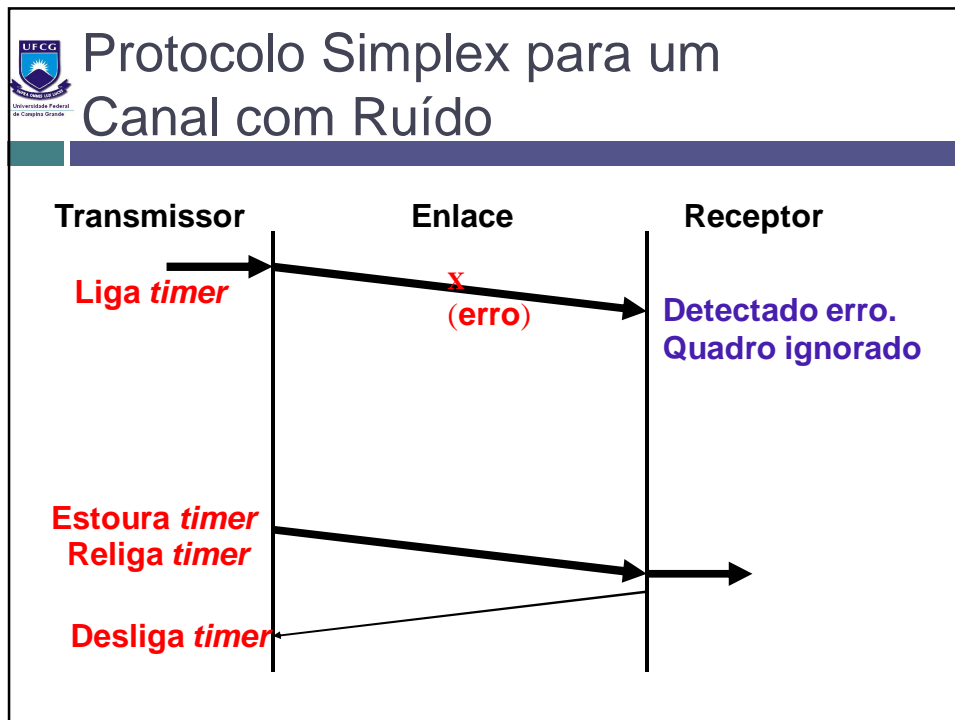 UFCG
Universidade Federal
de Campina Grande
Protocolo Simplex para um
Canal com Ruído
Transmissor Enlace Receptor
Liga timer
x
(erro)
Detectado erro.
Quadro ignorado
Estoura timer
Religa timer
Desliga timer